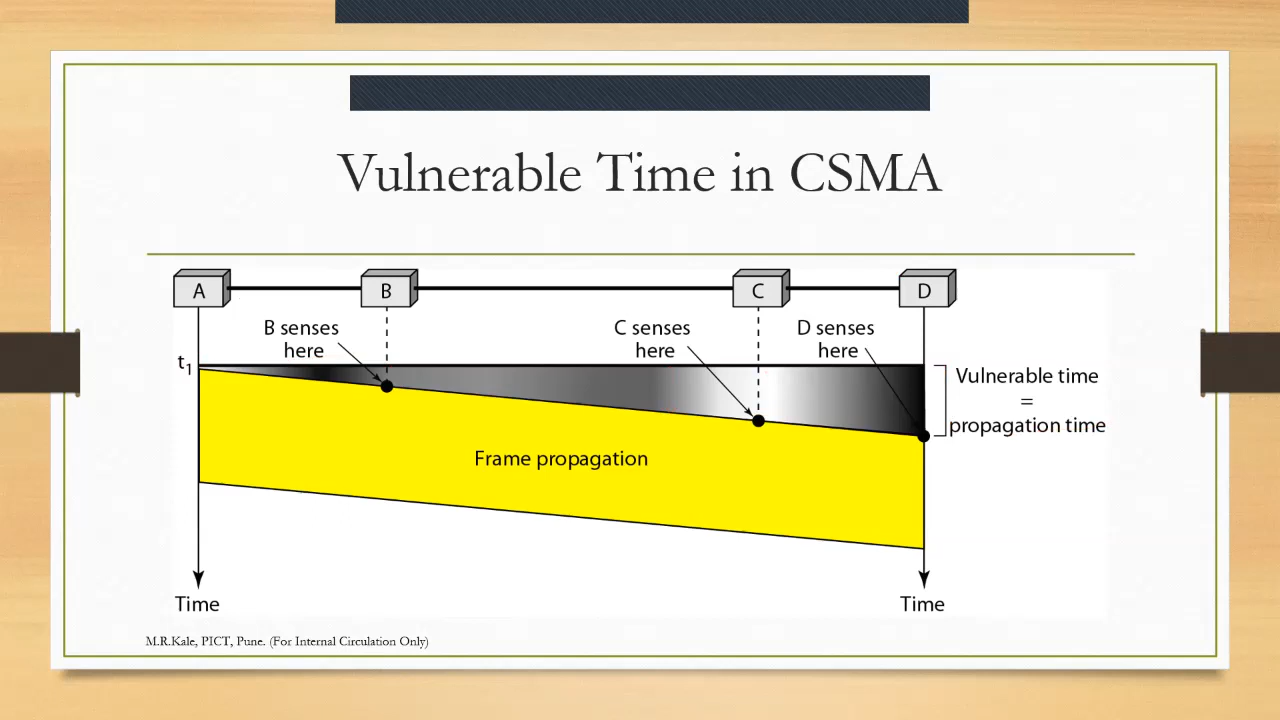 Vulnerable Time in CSMA
A
B
C
D
B senses
here
C senses
here
D senses
here
t1
Vulnerable time
=
propagation time
Frame propagation
Time
Time
M.R.Kale, PICT, Pune. (For Internal Circulation Only)